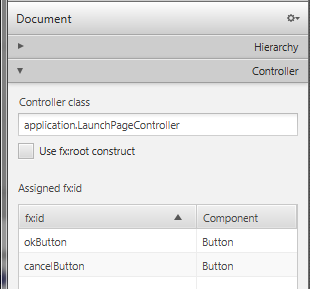 Document
Hierarchy
Controller
Controller class
application.LaunchPageController
Use fx:root construct
Assigned fx:id
fx:id Component
okButton Button
cancelButton Button